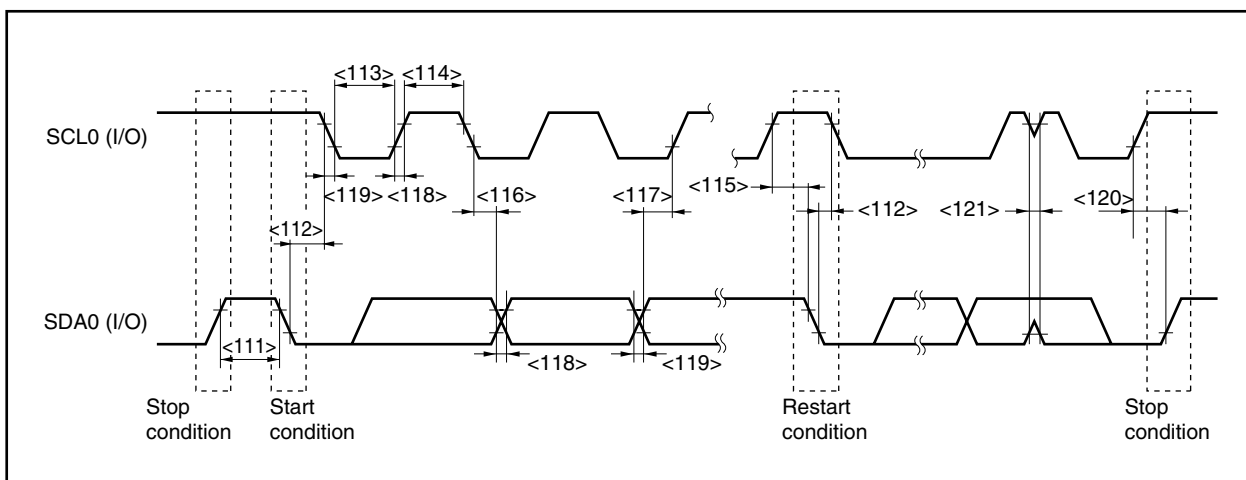 <113> <114>
SCL0 (I/O)
<119> <118> <116> <117> <115> <112> <121> <120>
<112>
SDA0 (I/O)
<111> <118> <119>
Stop
condition
Start
condition
Restart
condition
Stop
condition